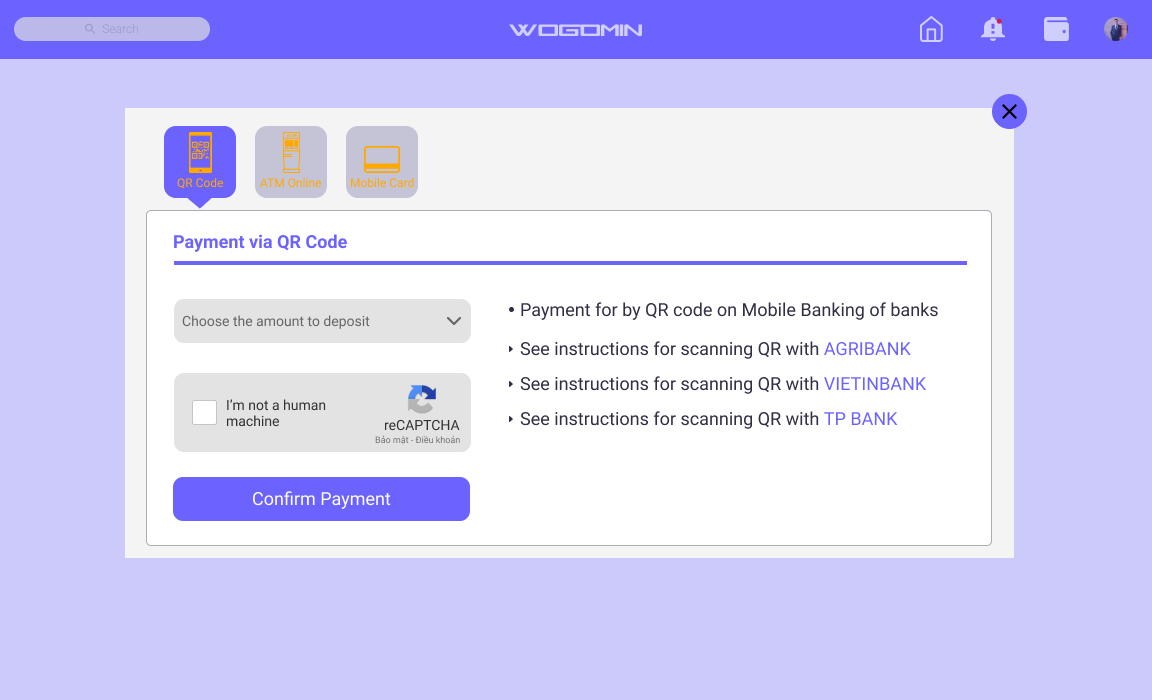 Search
WOGOMIN
QR Code
ATM Online
Mobile Card
Payment via QR Code
Choose the amount to deposit
I'm not a human
machine
reCAPTCHA
Bảo mật - Điều khoản
Confirm Payment
• Payment for by QR code on Mobile Banking of banks
‣ See instructions for scanning QR with AGRIBANK
‣ See instructions for scanning QR with VIETINBANK
‣ See instructions for scanning QR with TP BANK